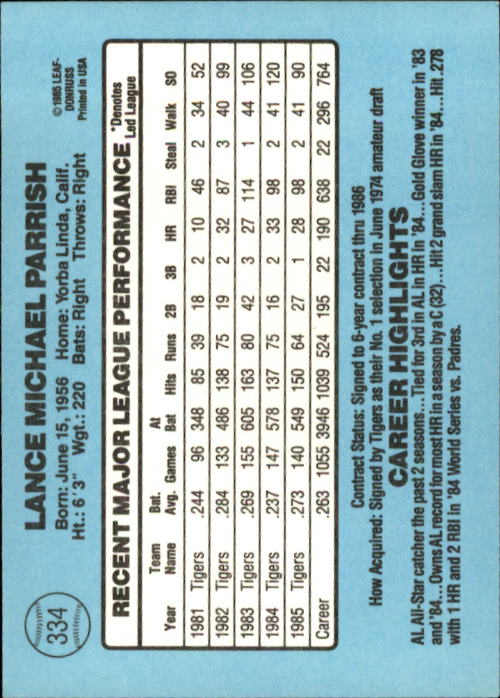 334
LANCE MICHAEL PARRISH
Born: June 15, 1956 Home: Yorba Linda, Calif.
Ht.: 6' 3" Wgt.: 220 Bats: Right Throws: Right
©1985 LEAF-
DONRUSS
Printed in USA
RECENT MAJOR LEAGUE PERFORMANCE
*Denotes
Led League
Year Team Name Bat. Avg. Games At Bat Hits Runs 2B 3B HR RBI Steal Walk SO
1981 Tigers .244 96 348 85 39 18 2 10 46 2 34 52
1982 Tigers .284 133 486 138 75 19 2 32 87 3 40 99
1983 Tigers .269 155 605 163 80 42 3 27 114 1 44 106
1984 Tigers .237 147 578 137 75 16 2 33 98 2 41 120
1985 Tigers .273 140 549 150 64 27 1 28 98 2 41 90
Career .263 1055 3946 1039 524 195 22 190 638 22 296 764
Contract Status: Signed to 6-year contract thru 1986
How Acquired: Signed by Tigers as their No. 1 selection in June 1974 amateur draft
CAREER HIGHLIGHTS
AL All-Star catcher the past 2 seasons...Tied for 3rd in AL in HR in '84...Gold Glove winner in '83
and '84...Owns AL record for most HR in a season by a C (32)....Hit 2 grand slam HR in '84...Hit .278
with 1 HR and 2 RBI in '84 World Series vs. Padres.